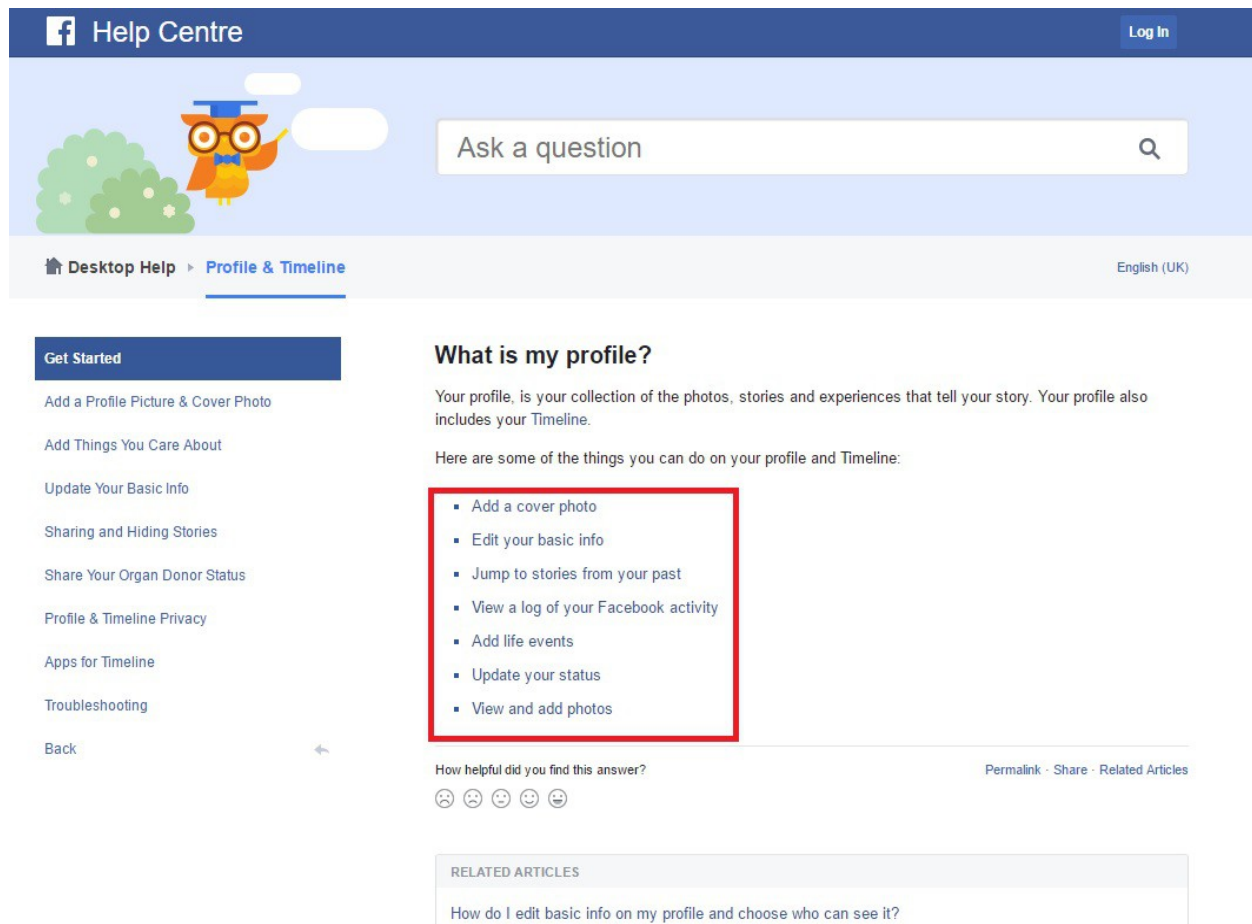 Help Centre
Log In
Ask a question
Desktop Help
Profile & Timeline
English (UK)
Get Started
Add a Profile Picture & Cover Photo
Add Things You Care About
Update Your Basic Info
Sharing and Hiding Stories
Share Your Organ Donor Status
Profile & Timeline Privacy
Apps for Timeline
Troubleshooting
Back
What is my profile?
Your profile, is your collection of the photos, stories and experiences that tell your story. Your profile also
includes your Timeline.
Here are some of the things you can do on your profile and Timeline:
Add a cover photo
Edit your basic info
Jump to stories from your past
View a log of your Facebook activity
Add life events
Update your status
View and add photos
How helpful did you find this answer?
Permalink · Share · Related Articles
RELATED ARTICLES
How do I edit basic info on my profile and choose who can see it?